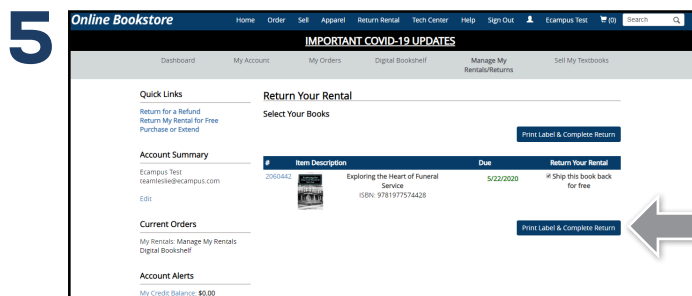 5
Online Bookstore
Home Order Sell Apparel Return Rental Tech Center Help Sign Out Ecampus Test (0) Search
IMPORTANT COVID-19 UPDATES
Dashboard My Account My Orders Digital Bookshelf Manage My Rentals/Returns Sell My Textbooks
Quick Links
Return for a Refund
Return My Rental for Free
Purchase or Extend
Account Summary
Ecampus Test
teamleslie@ecampus.com
Edit
Current Orders
My Rentals: Manage My Rentals
Digital Bookshelf
Account Alerts
My Credit Balance: $0.00
Return Your Rental
Select Your Books
Print Label & Complete Return
# Item Description Due Return Your Rental
2060442 Exploring the Heart of Funeral Service 5/22/2020 Ship this book back for free
ISBN: 9781977574428
Print Label & Complete Return